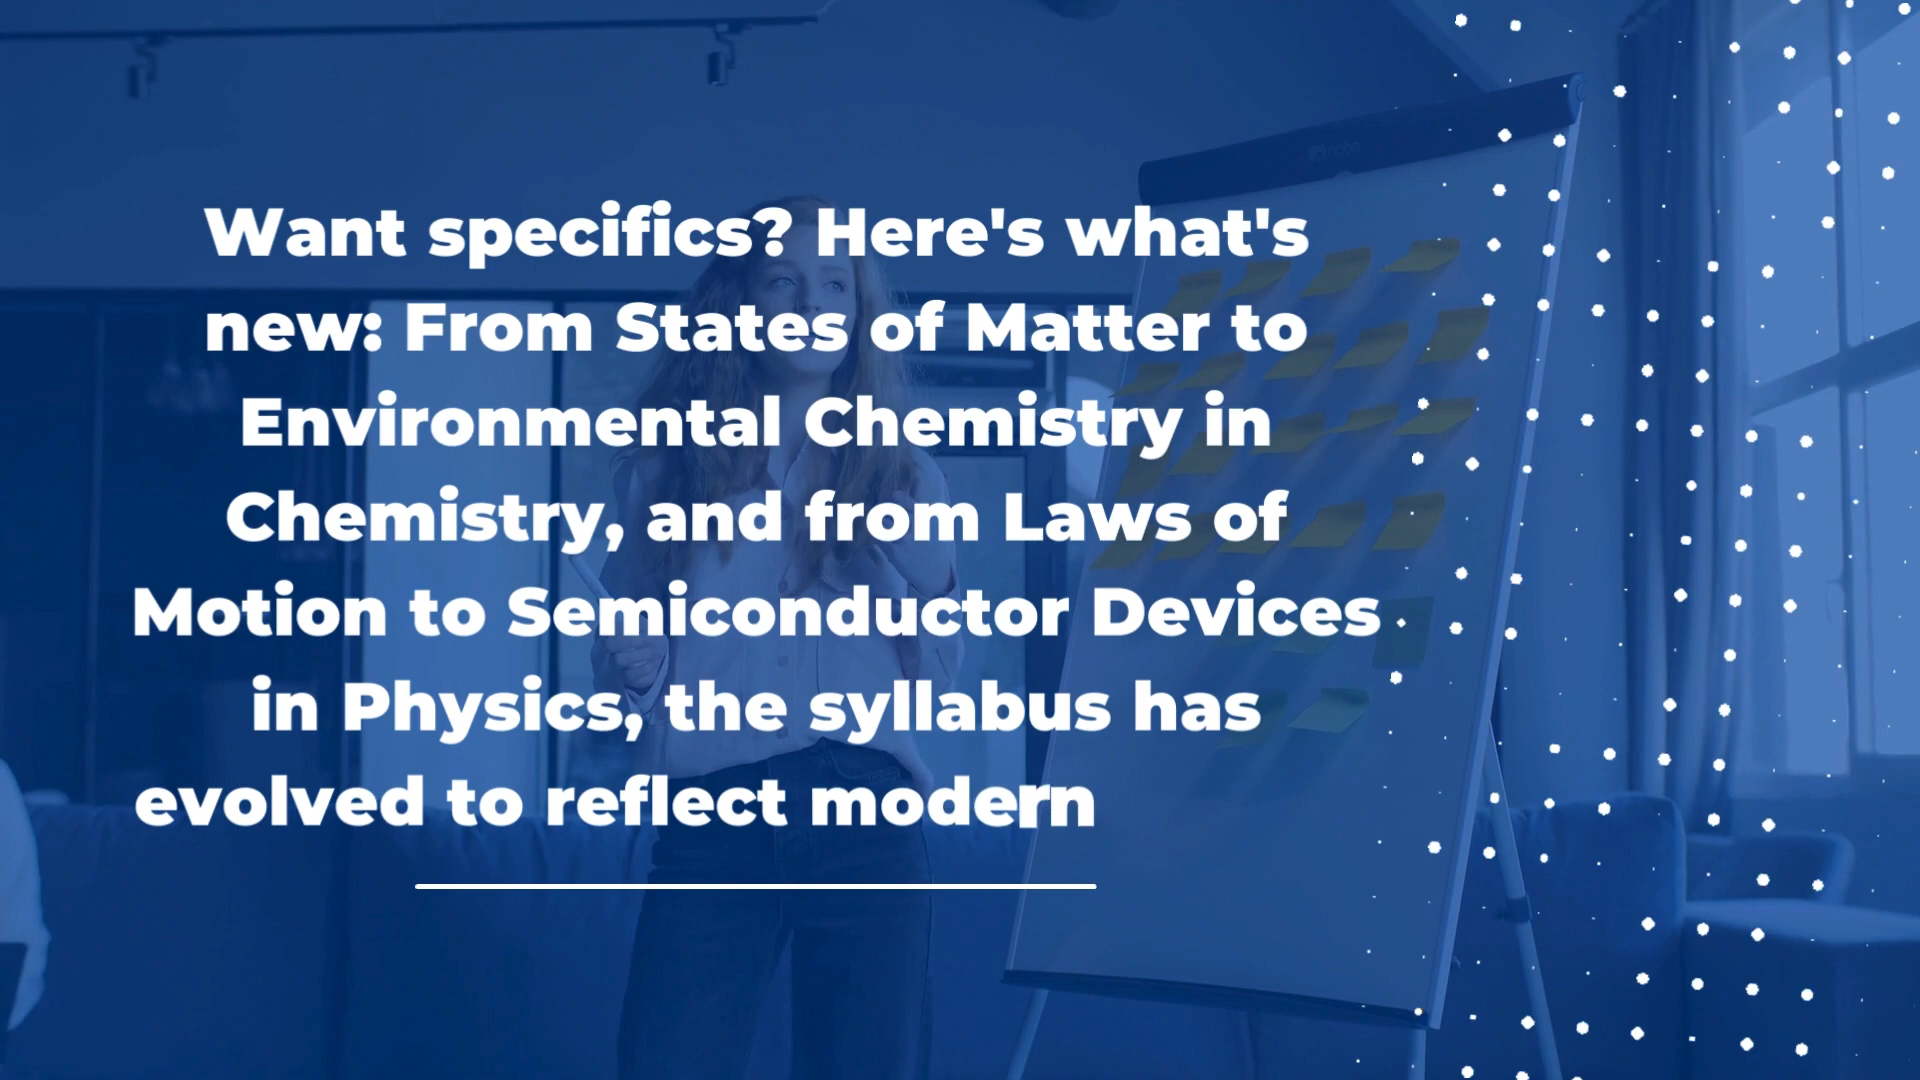 Want specifics? Here's what's
new: From States of Matter to
Environmental Chemistry in
Chemistry, and from Laws of
Motion to Semiconductor Devices
in Physics, the syllabus has
evolved to reflect modern